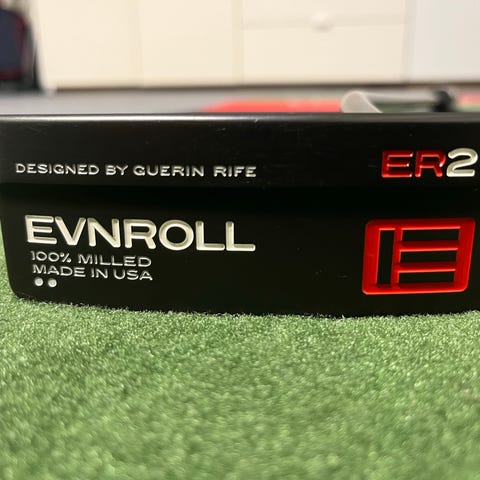 DESIGNED BY GUERIN RIFE
ER2
EVNROLL
100% MILLED
MADE IN USA